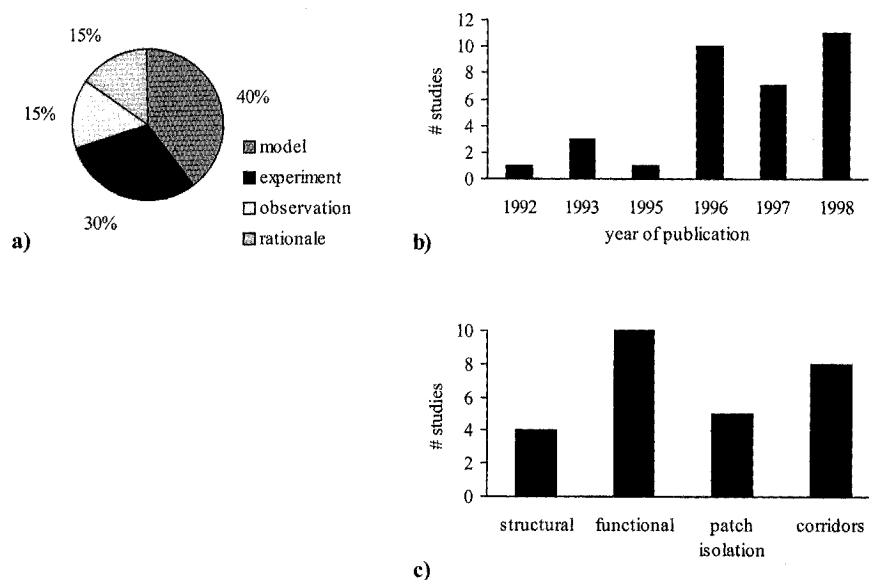 15%
15%
40%
30%
model
experiment
observation
rationale
a)
12
10
8
6
4
2
0
# studies
1992 1993 1995 1996 1997 1998
year of publication
b)
10
8
6
4
2
0
# studies
structural functional patch corridors
isolation
c)